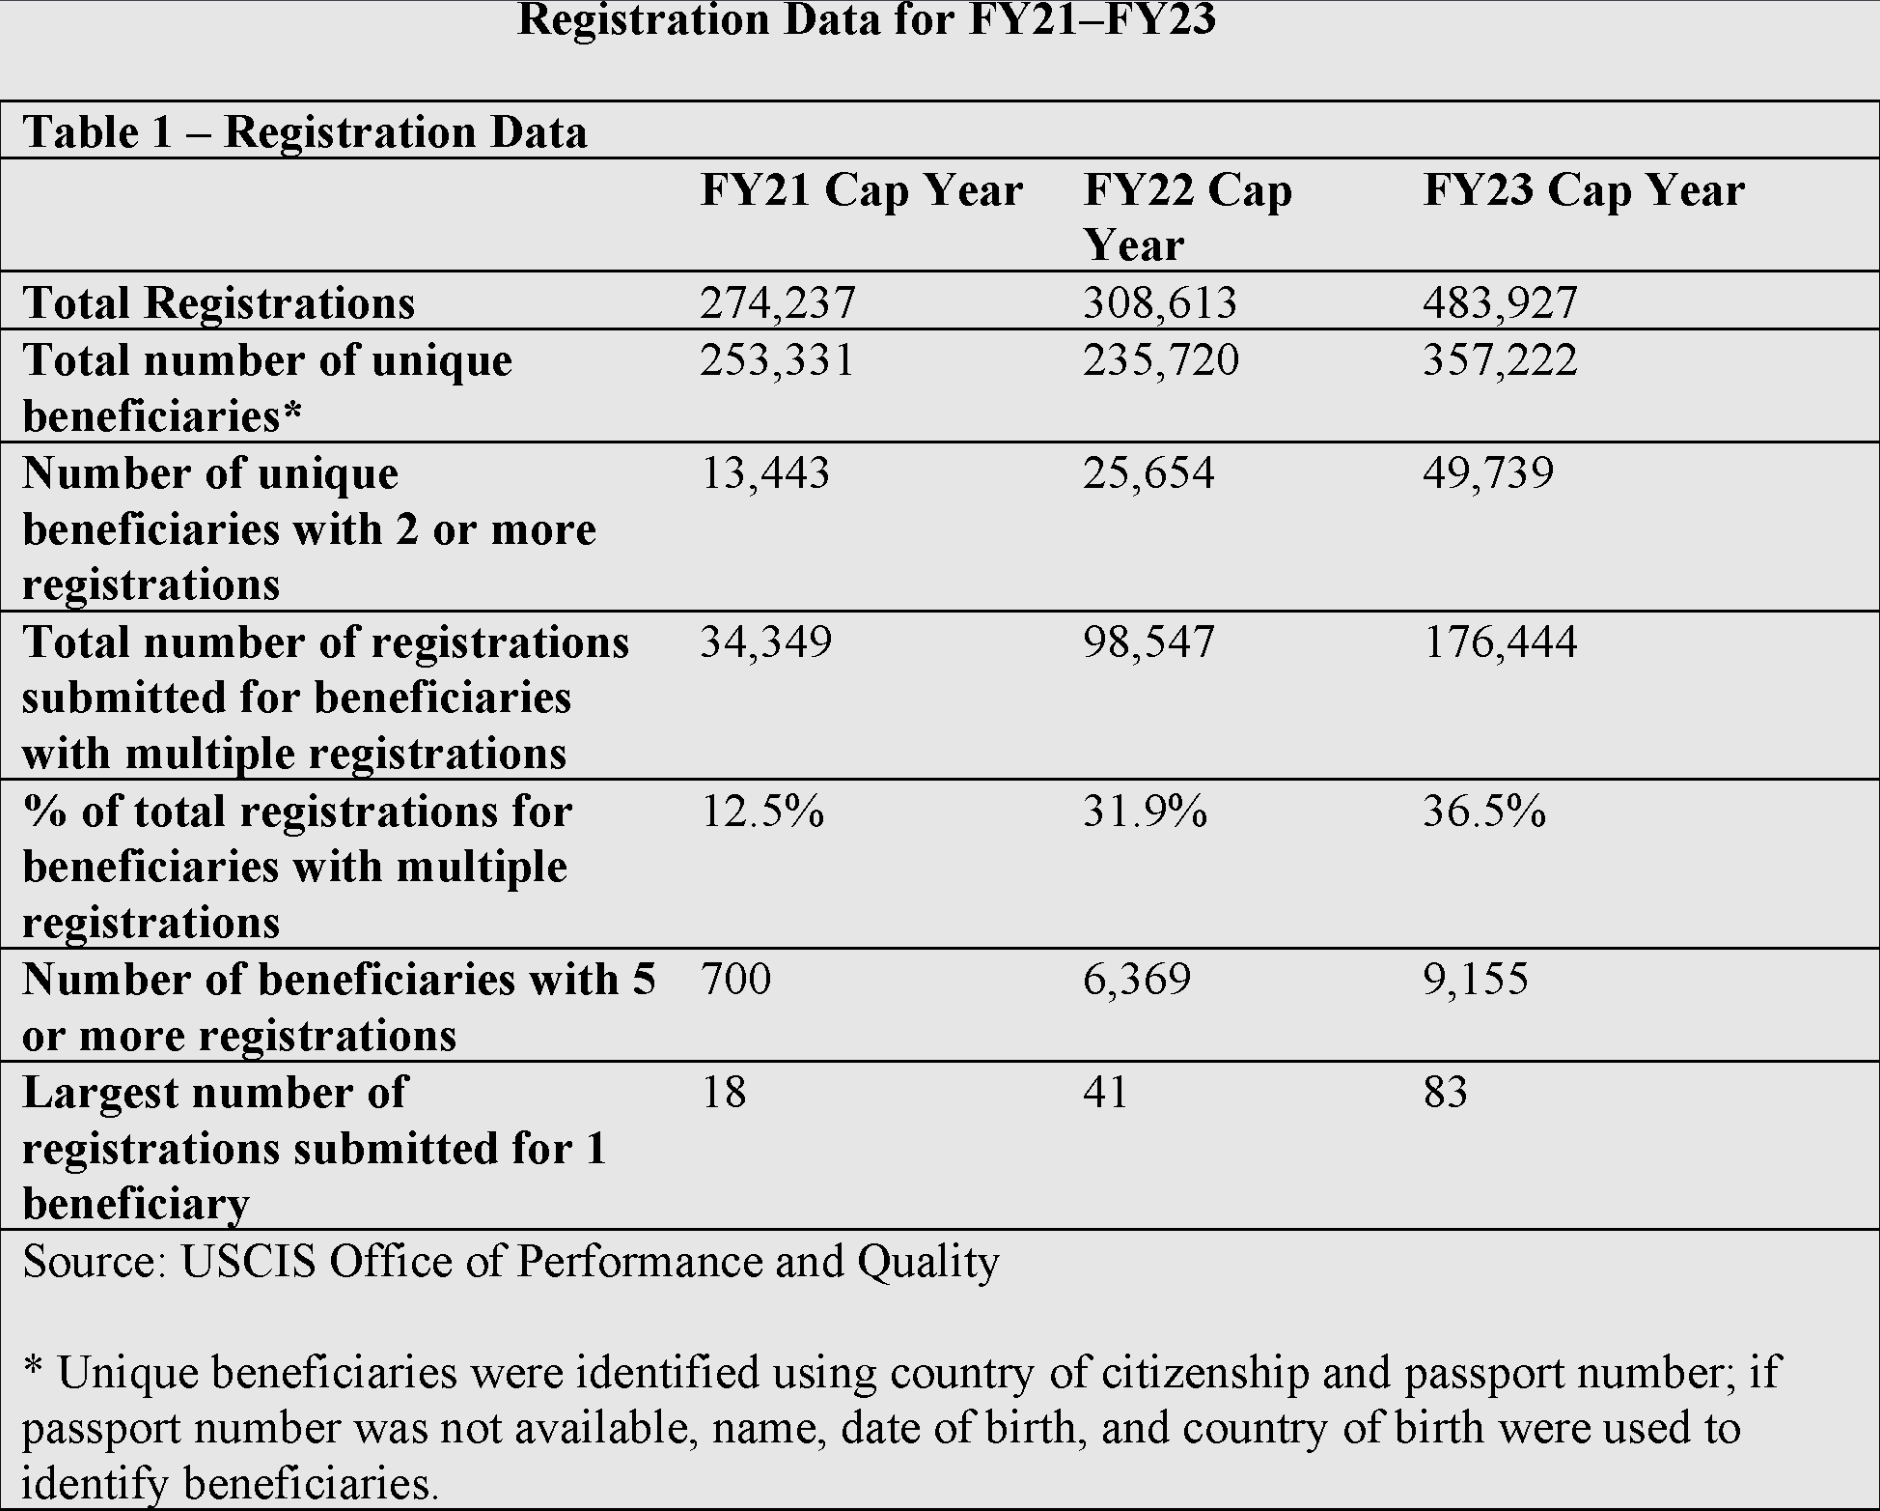 Registration Data for FY21–FY23
Table 1 – Registration Data
FY21 Cap Year FY22 Cap Year FY23 Cap Year
Total Registrations 274,237 308,613 483,927
Total number of unique 253,331 235,720 357,222
beneficiaries*
Number of unique 13,443 25,654 49,739
beneficiaries with 2 or more
registrations
Total number of registrations 34,349 98,547 176,444
submitted for beneficiaries
with multiple registrations
% of total registrations for 12.5% 31.9% 36.5%
beneficiaries with multiple
registrations
Number of beneficiaries with 5 700 6,369 9,155
or more registrations
Largest number of 18 41 83
registrations submitted for 1
beneficiary
Source: USCIS Office of Performance and Quality
* Unique beneficiaries were identified using country of citizenship and passport number; if
passport number was not available, name, date of birth, and country of birth were used to
identify beneficiaries.